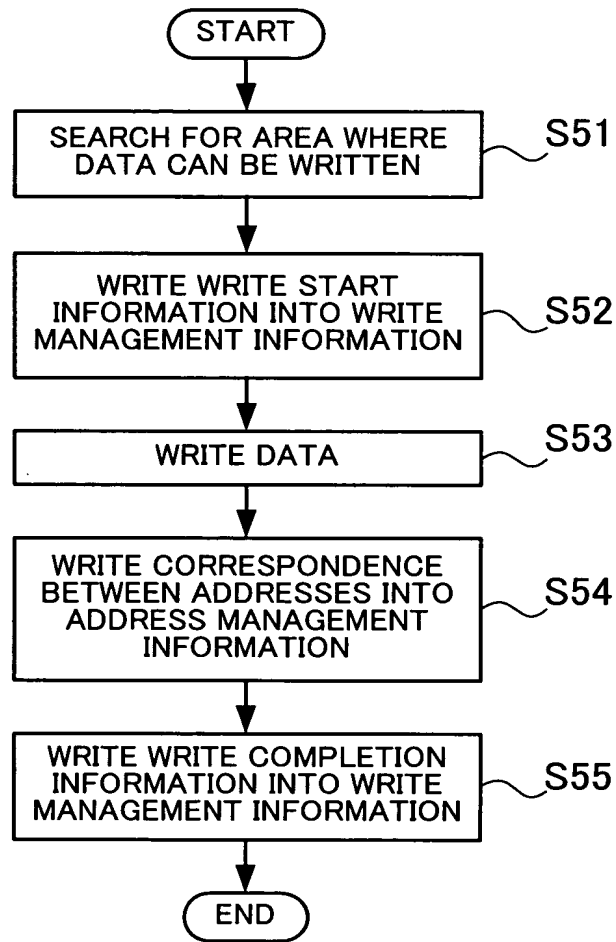 START
SEARCH FOR AREA WHERE
DATA CAN BE WRITTEN
S51
WRITE WRITE START
INFORMATION INTO WRITE
MANAGEMENT INFORMATION
S52
WRITE DATA
S53
WRITE CORRESPONDENCE
BETWEEN ADDRESSES INTO
ADDRESS MANAGEMENT
INFORMATION
S54
WRITE WRITE COMPLETION
INFORMATION INTO WRITE
MANAGEMENT INFORMATION
S55
END